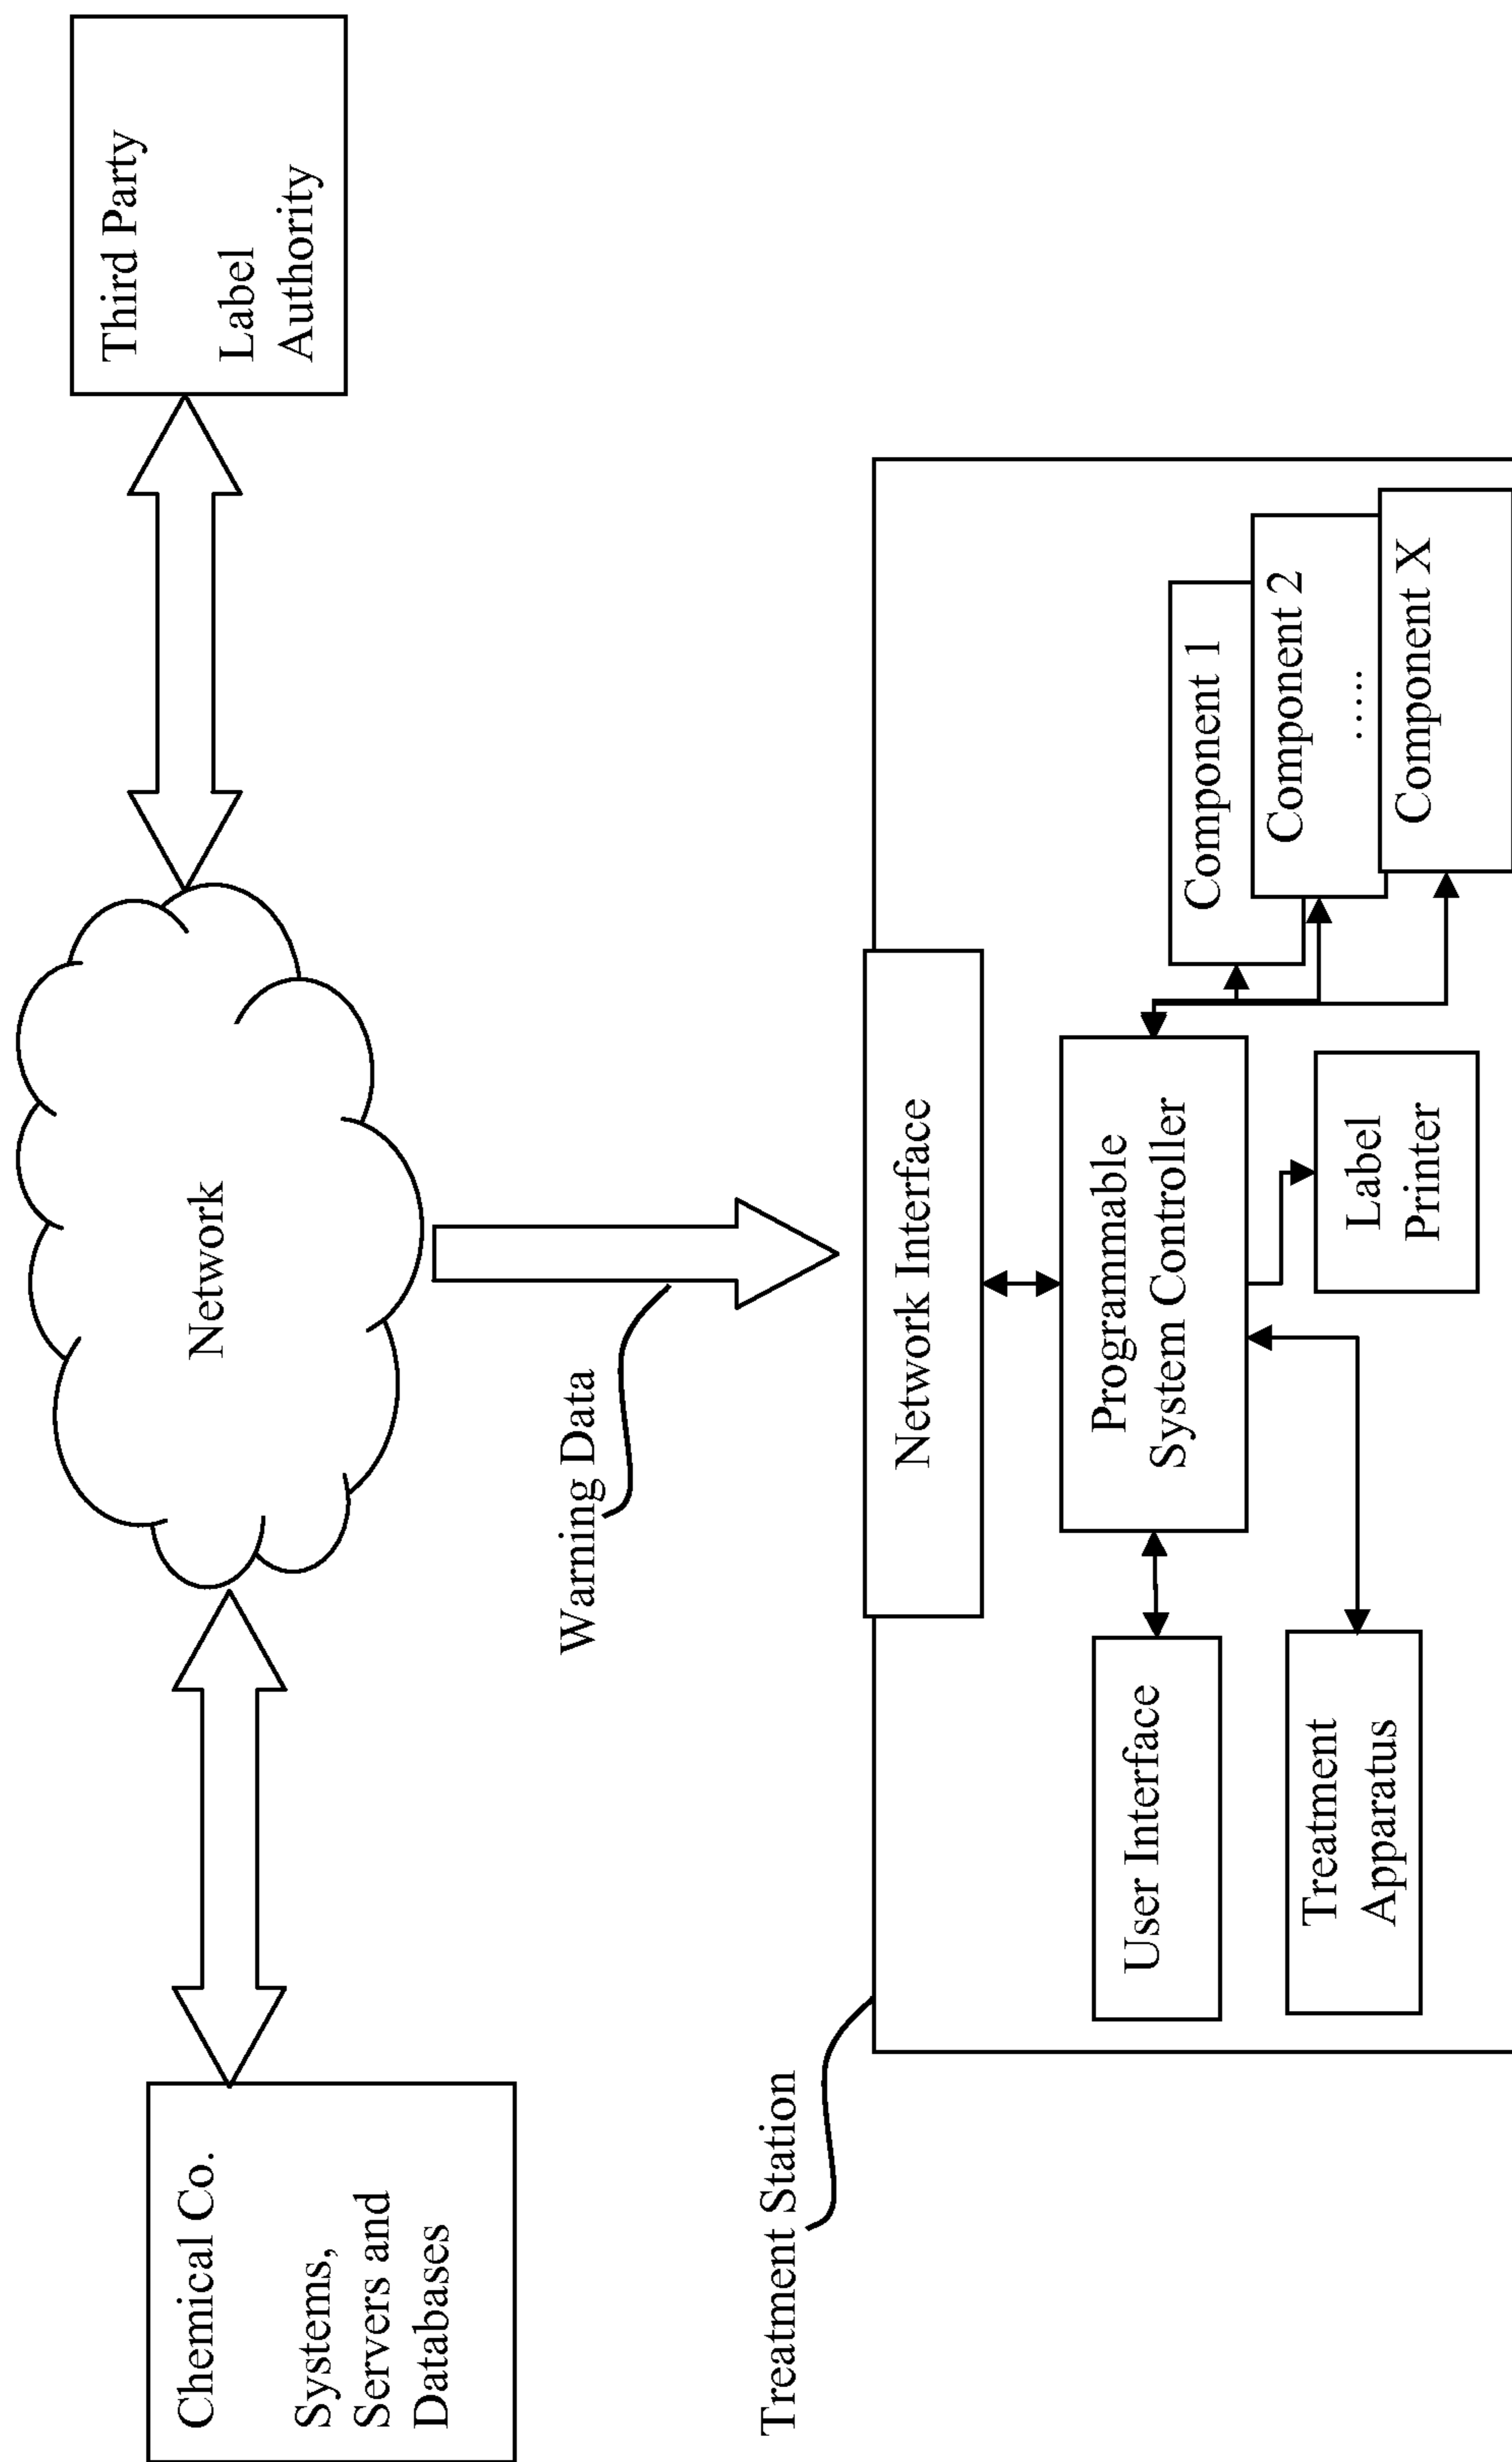 Chemical Co.
Systems,
Servers and
Databases
Network
Third Party
Label
Authority
Warning Data
Treatment Station
Network Interface
User Interface
Programmable
System Controller
Component 1
Component 2
.....
Component X
Treatment
Apparatus
Label
Printer